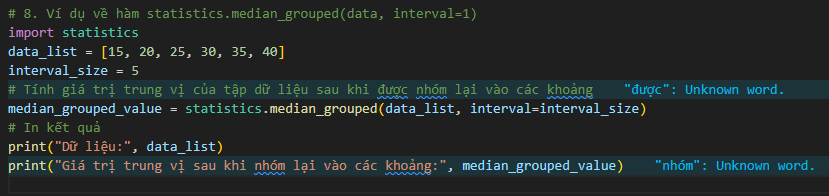 # 8. Ví dụ về hàm statistics.median_grouped(data, interval=1)
import statistics
data_list = [15, 20, 25, 30, 35, 40]
interval_size = 5
# Tính giá trị trung vị của tập dữ liệu sau khi được nhóm lại vào các khoảng "được": Unknown word.
median_grouped_value = statistics.median_grouped(data_list, interval=interval_size)
# In kết quả
print("Dữ liệu:", data_list)
print("Giá trị trung vị sau khi nhóm lại vào các khoảng:", median_grouped_value) "nhóm": Unknown word.